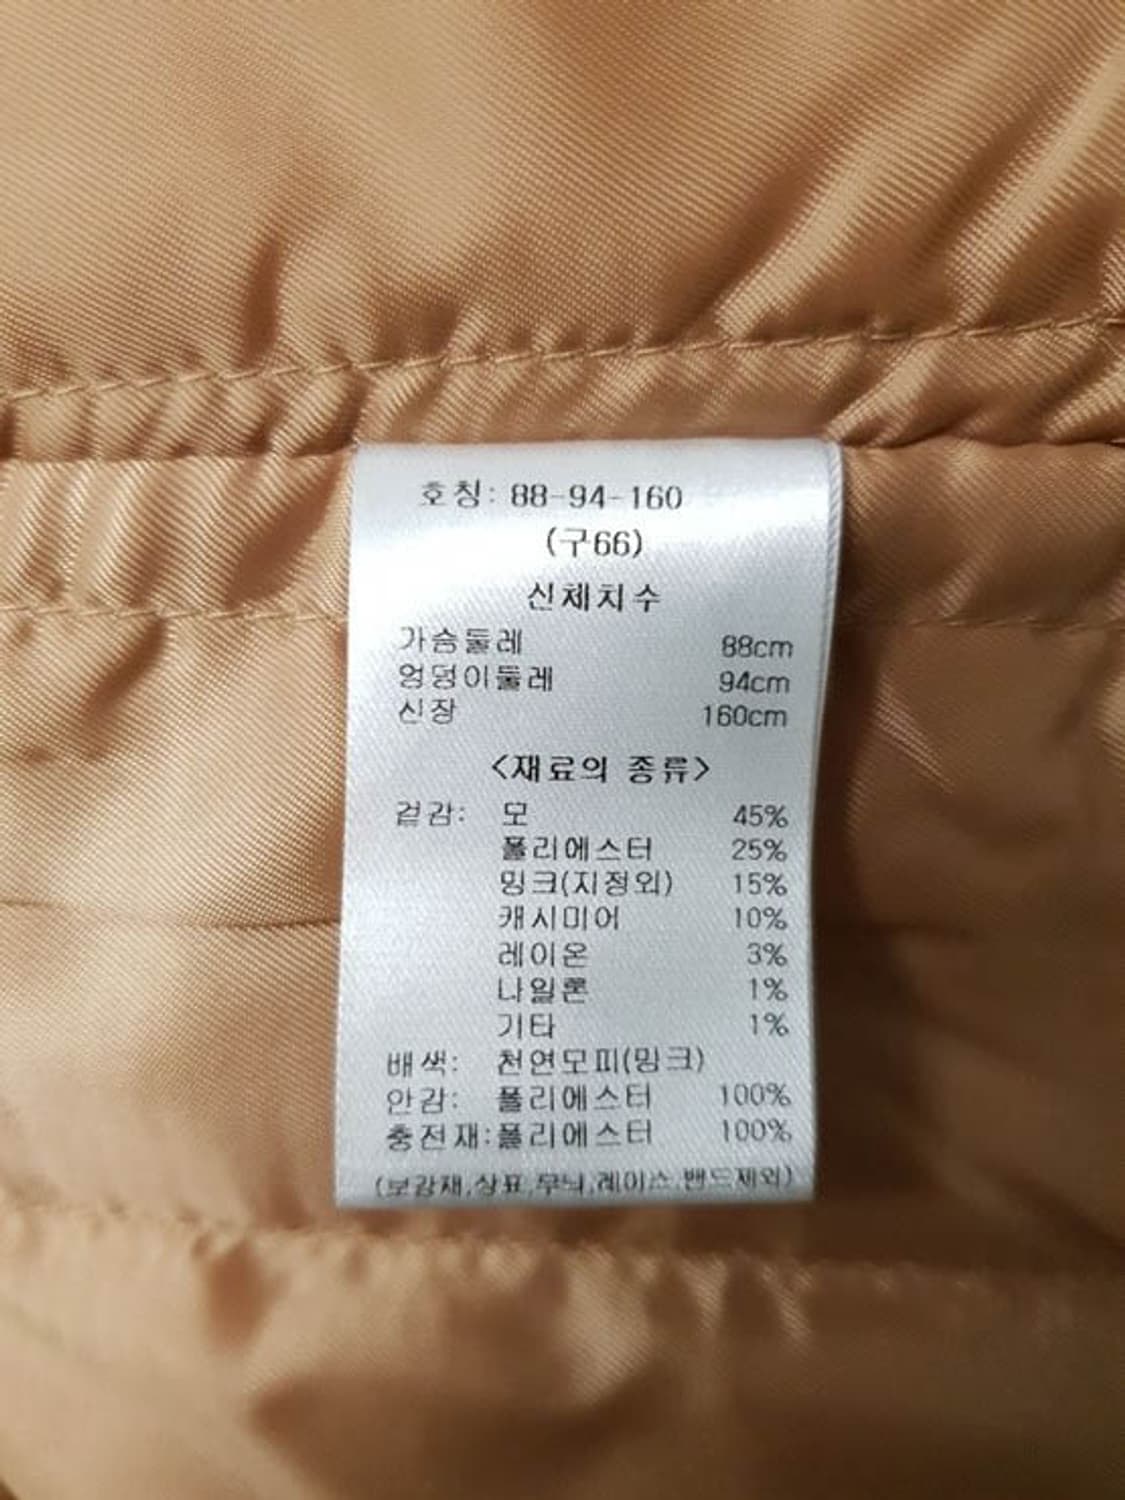 호칭: 88-94-160
(구66)
신체치수
가슴둘레 88cm
엉덩이둘레 94cm
신장 160cm
<재료의 종류>
겉감: 모 45%
폴리에스터 25%
밍크(지정외) 15%
캐시미어 10%
레이온 3%
나일론 1%
기타 1%
배색: 천연모피(밍크)
안감: 폴리에스터 100%
충전재:폴리에스터 100%
(보강재,상표,무늬,레이스,밴드제외)